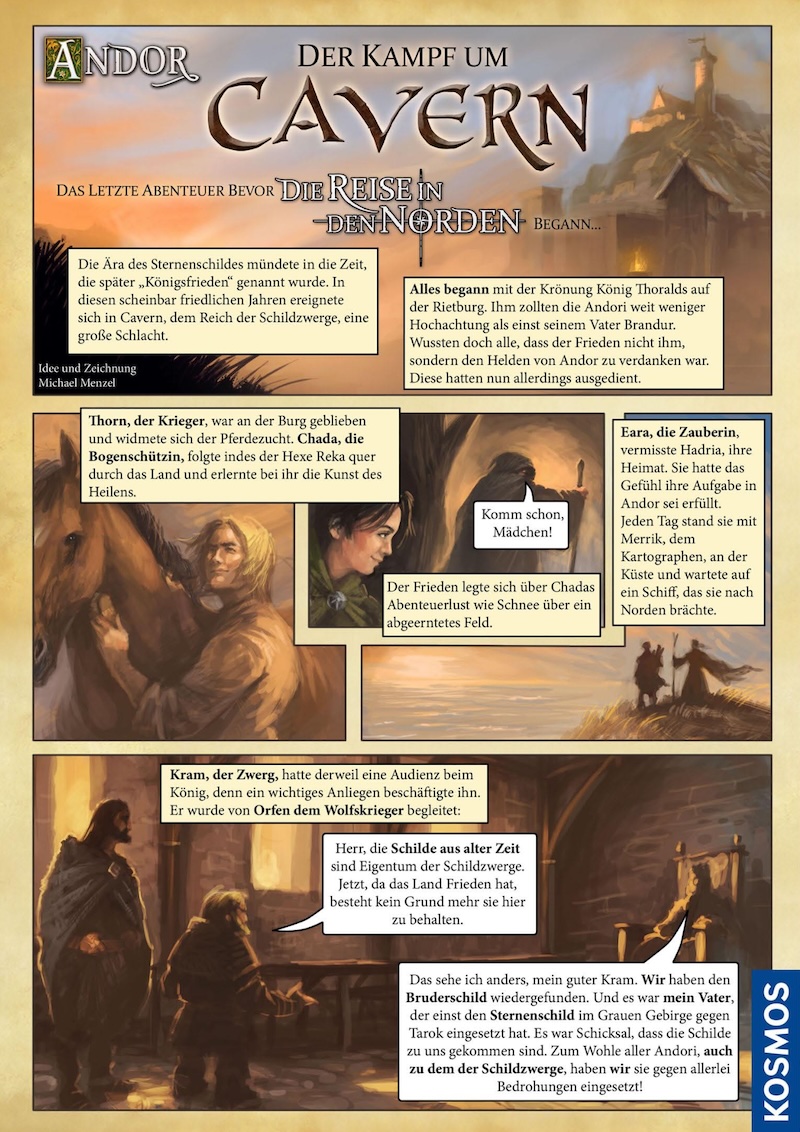 ANDOR
DER KAMPF UM
CAVERN
DAS LETZTE ABENTEUER BEVOR DIE REISE IN
DEN NORDEN BEGANN...
Die Ära des Sternenschildes mündete in die Zeit,
die später „Königsfrieden“ genannt wurde. In
diesen scheinbar friedlichen Jahren ereignete
sich in Cavern, dem Reich der Schildzwerge, eine
große Schlacht.
Idee und Zeichnung
Michael Menzel
Alles begann mit der Krönung König Thoralds auf
der Rietburg. Ihm zollten die Andori weit weniger
Hochachtung als einst seinem Vater Brandur.
Wussten doch alle, dass der Frieden nicht ihm,
sondern den Helden von Andor zu verdanken war.
Diese hatten nun allerdings ausgedient.
Thorn, der Krieger, war an der Burg geblieben
und widmete sich der Pferdezucht. Chada, die
Bogenschützin, folgte indes der Hexe Reka quer
durch das Land und erlernte bei ihr die Kunst des
Heilens.
Komm schon,
Mädchen!
Der Frieden legte sich über Chadas
Abenteuerlust wie Schnee über ein
abgeerntetes Feld.
Eara, die Zauberin,
vermisste Hadria, ihre
Heimat. Sie hatte das
Gefühl ihre Aufgabe in
Andor sei erfüllt.
Jeden Tag stand sie mit
Merrik, dem
Kartographen, an der
Küste und wartete auf
ein Schiff, das sie nach
Norden brächte.
Kram, der Zwerg, hatte derweil eine Audienz beim
König, denn ein wichtiges Anliegen beschäftigte ihn.
Er wurde von Orfen dem Wolfskrieger begleitet:
Herr, die Schilde aus alter Zeit
sind Eigentum der Schildzwerge.
Jetzt, da das Land Frieden hat,
besteht kein Grund mehr sie hier
zu behalten.
Das sehe ich anders, mein guter Kram. Wir haben den
Bruderschild wiedergefunden. Und es war mein Vater,
der einst den Sternenschild im Grauen Gebirge gegen
Tarok eingesetzt hat. Es war Schicksal, dass die Schilde
zu uns gekommen sind. Zum Wohle aller Andori, auch
zu dem der Schildzwerge, haben wir sie gegen allerlei
Bedrohungen eingesetzt!
KOSMOS